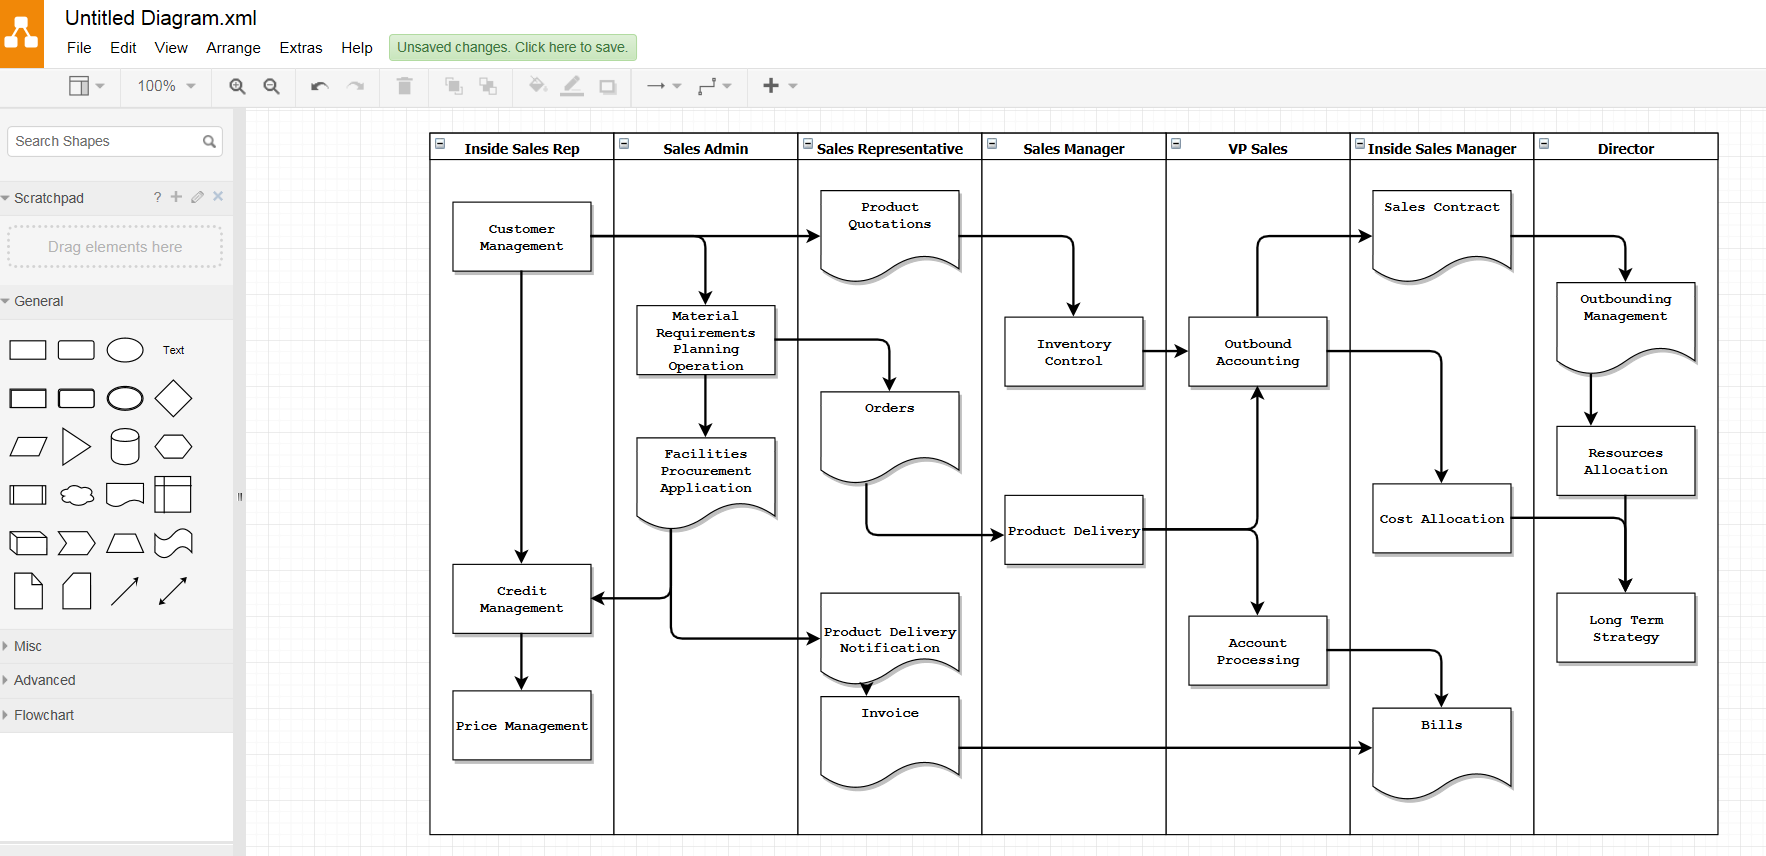 Untitled Diagram.xml
File Edit View Arrange Extras Help Unsaved changes. Click here to save.
100%
Search Shapes
Scratchpad ?
Drag elements here
General
Text
Misc
Advanced
Flowchart
Inside Sales Rep
Sales Admin
Sales Representative
Sales Manager
VP Sales
Inside Sales Manager
Director
Customer
Management
Credit
Management
Price Management
Material
Requirements
Planning
Operation
Facilities
Procurement
Application
Product
Quotations
Orders
Product Delivery
Notification
Invoice
Inventory
Control
Product Delivery
Outbound
Accounting
Account
Processing
Sales Contract
Cost Allocation
Bills
Outbounding
Management
Resources
Allocation
Long Term
Strategy